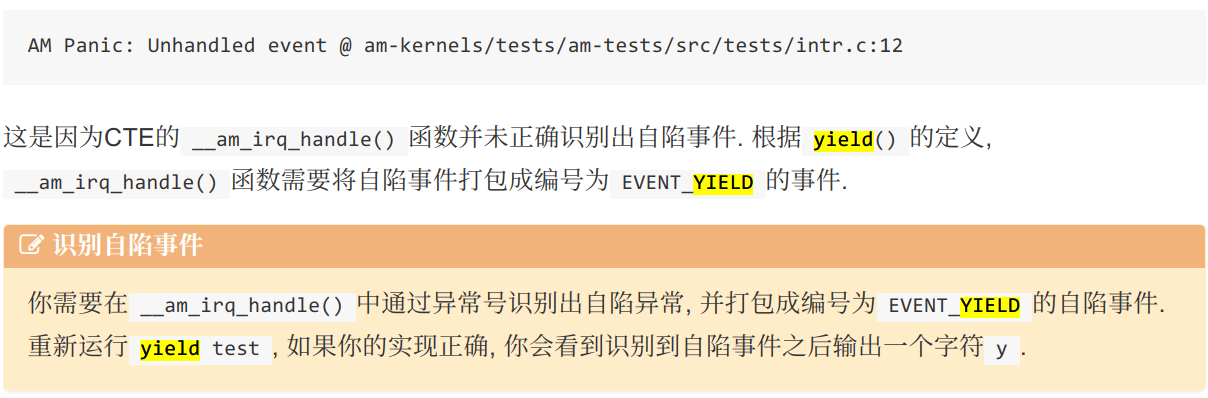 AM Panic: Unhandled event @ am-kernels/tests/am-tests/src/tests/intr.c:12
这是因为CTE的 __am_irq_handle() 函数并未正确识别出自陷事件. 根据 yield() 的定义,
__am_irq_handle() 函数需要将自陷事件打包成编号为 EVENT_YIELD 的事件.
识别自陷事件
你需要在 __am_irq_handle() 中通过异常号识别出自陷异常, 并打包成编号为 EVENT_YIELD 的自陷事件.
重新运行 yield test , 如果你的实现正确, 你会看到识别到自陷事件之后输出一个字符 y .